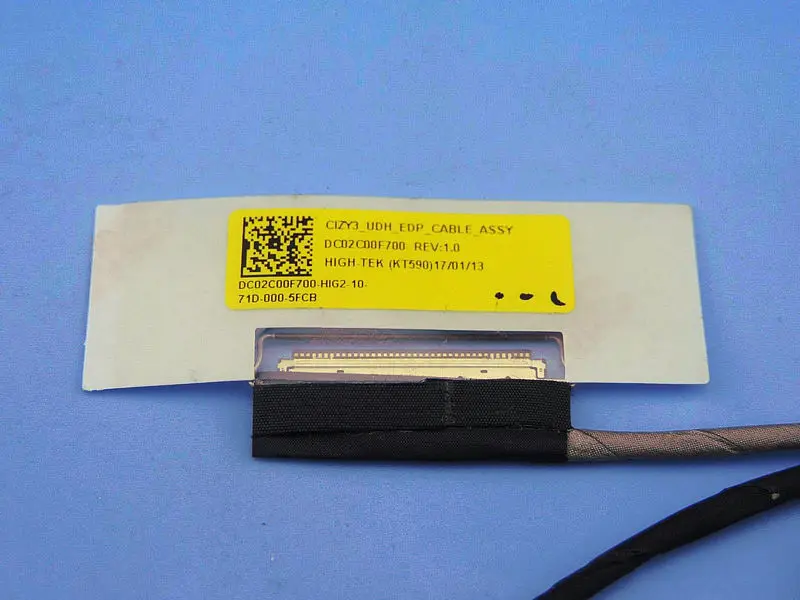 CIZY3_UDH_EDP_CABLE_ASSY
DC02C00F700 REV:1.0
HIGH-TEK (KT590)17/01/13
DC02C00F700-HIG2-10-
71D-000-5FCB